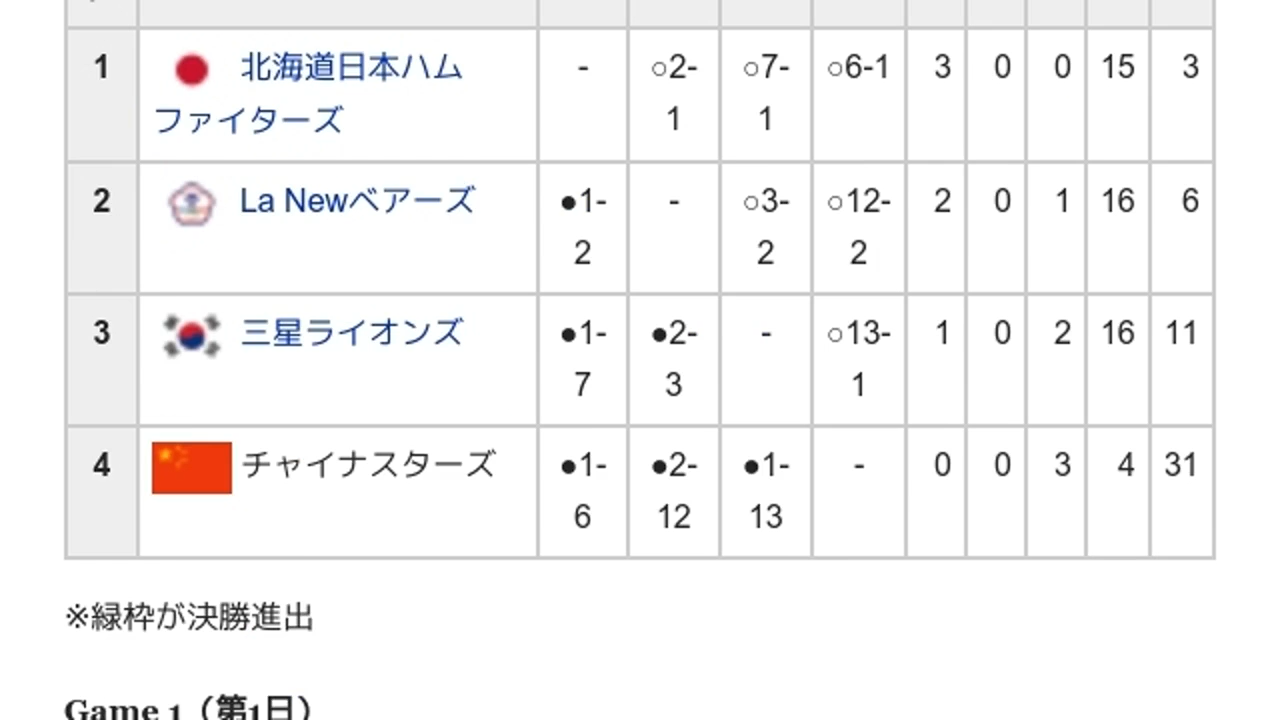 1 北海道日本ハム - ○2- ○7- ○6-1 3 0 0 15 3
ファイターズ 1 1
2 La Newベアーズ ●1- - ○3- ○12- 2 0 1 16 6
2 2 2
3 三星ライオンズ ●1- ●2- - ○13- 1 0 2 16 11
7 3 1
4 チャイナスターズ ●1- ●2- ●1- - 0 0 3 4 31
6 12 13
※緑枠が決勝進出
Game 1（第1日）